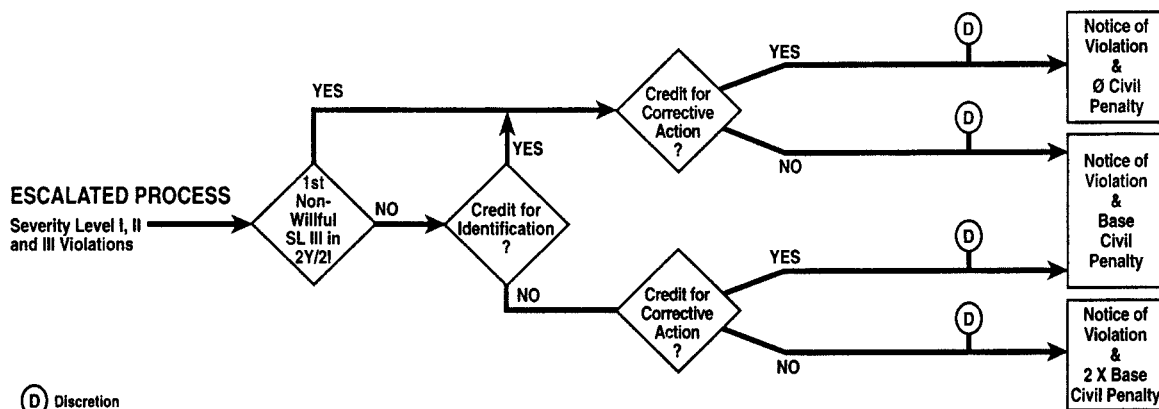 ESCALATED PROCESS
Severity Level I, II
and III Violations
1st
Non-
Willful
SL III in
2Y/2!
YES
NO
Credit for
Identification
?
YES
NO
Credit for
Corrective
Action
?
YES
NO
D
D
Notice of
Violation
&
Ø Civil
Penalty
Notice of
Violation
&
Base
Civil
Penalty
Credit for
Corrective
Action
?
YES
NO
D
D
Notice of
Violation
&
2 X Base
Civil Penalty
D Discretion